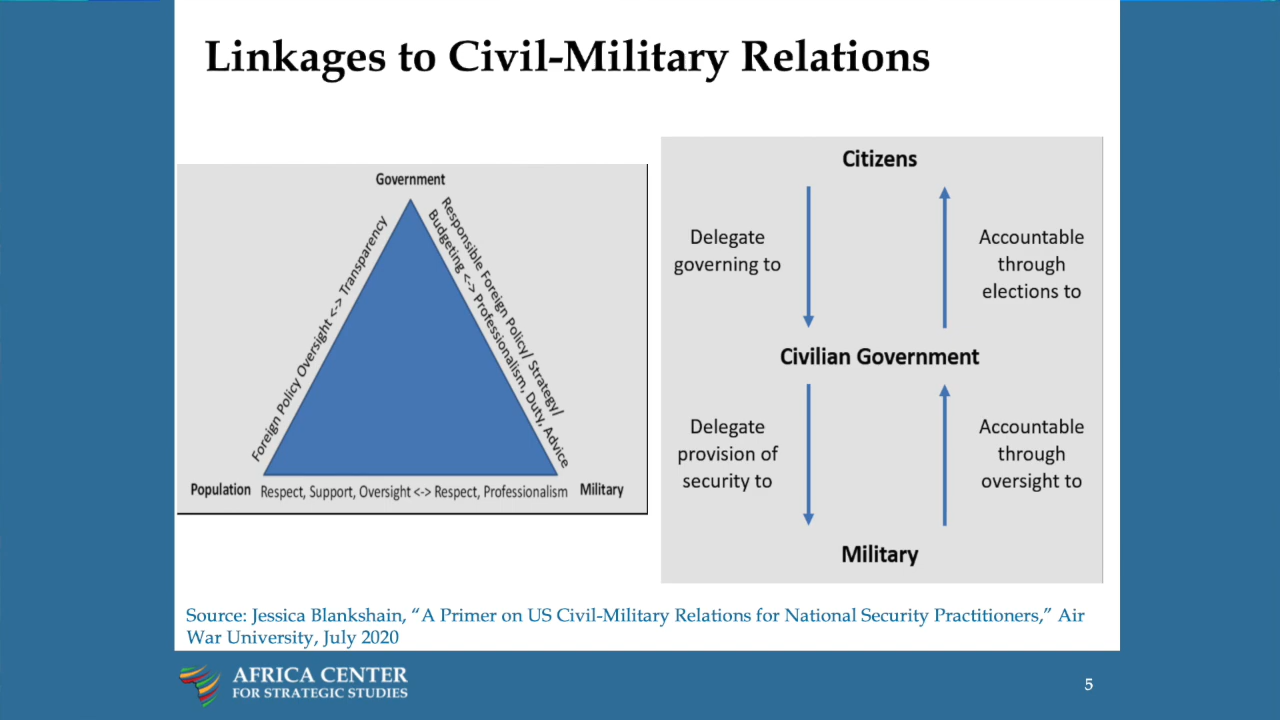 Linkages to Civil-Military Relations
Government
Foreign Policy Oversight <-> Transparency
Responsible Foreign Policy/ Strategy/
Budgeting <-> Professionalism, Duty, Advice
Population
Respect, Support, Oversight <-> Respect, Professionalism
Military
Citizens
Delegate
governing to
Accountable
through
elections to
Civilian Government
Delegate
provision of
security to
Accountable
through
oversight to
Military
Source: Jessica Blankshain, “A Primer on US Civil-Military Relations for National Security Practitioners,” Air
War University, July 2020
AFRICA CENTER
FOR STRATEGIC STUDIES
5